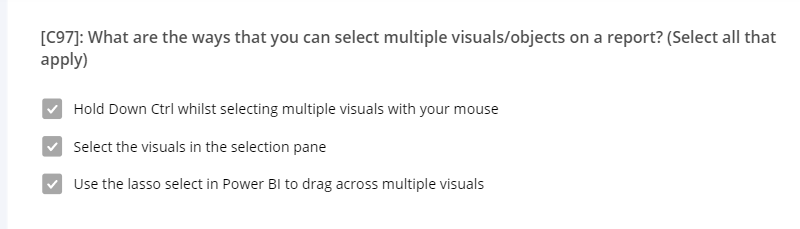 [C97]: What are the ways that you can select multiple visuals/objects on a report? (Select all that
apply)
Hold Down Ctrl whilst selecting multiple visuals with your mouse
Select the visuals in the selection pane
Use the lasso select in Power BI to drag across multiple visuals